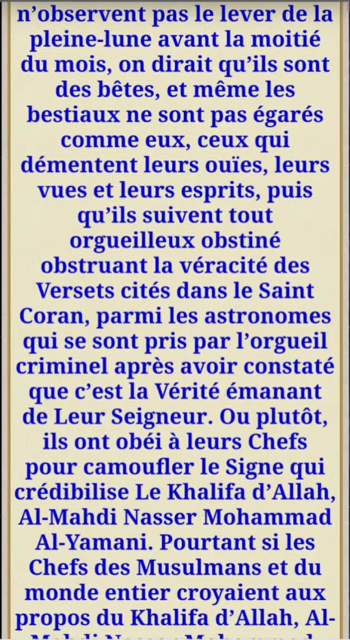 n’observent pas le lever de la
pleine-lune avant la moitié
du mois, on dirait qu’ils sont
des bêtes, et même les
bestiaux ne sont pas égarés
comme eux, ceux qui
démentent leurs ouïes, leurs
vues et leurs esprits, puis
qu’ils suivent tout
orgueilleux obstiné
obstruant la véracité des
Versets cités dans le Saint
Coran, parmi les astronomes
qui se sont pris par l’orgueil
criminel après avoir constaté
que c’est la Vérité émanant
de Leur Seigneur. Ou plutôt,
ils ont obéi à leurs Chefs
pour camoufler le Signe qui
crédibilise Le Khalifa d’Allah,
Al-Mahdi Nasser Mohammad
Al-Yamani. Pourtant si les
Chefs des Musulmans et du
monde entier croyaient aux
propos du Khalifa d’Allah, Al-